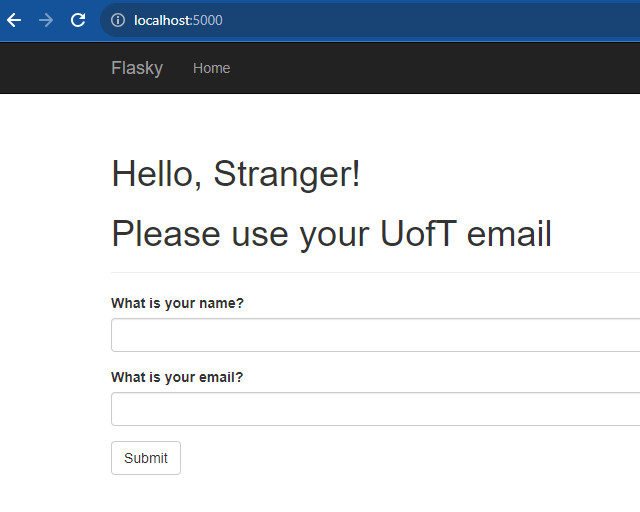 localhost:5000
Flasky Home
Hello, Stranger!
Please use your UofT email
What is your name?
What is your email?
Submit